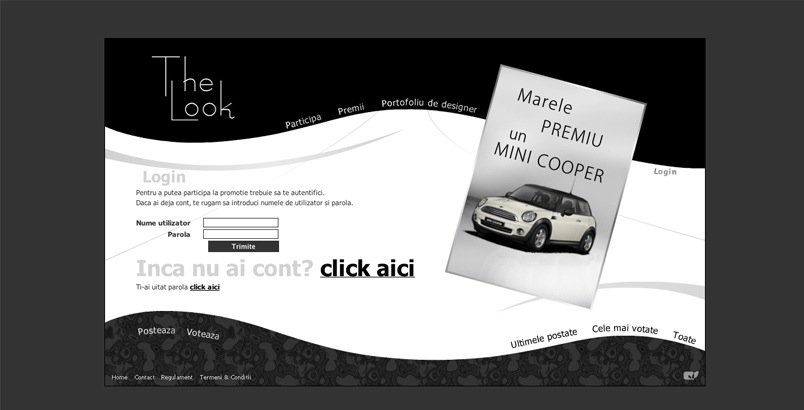 The
Look
Participa
Premii
Portofoliu de designer
Marele
PREMIU
un
MINI COOPER
Login
Login
Pentru a putea participa la promotie trebuie sa te autentifici.
Daca ai deja cont, te rugam sa introduci numele de utilizator si parola.
Nume utilizator
Parola
Trimite
Inca nu ai cont? click aici
Ti-ai uitat parola click aici
Posteaza
Voteaza
Ultimele postate
Cele mai votate
Toate
Home Contact Regulament Termeni & Conditii